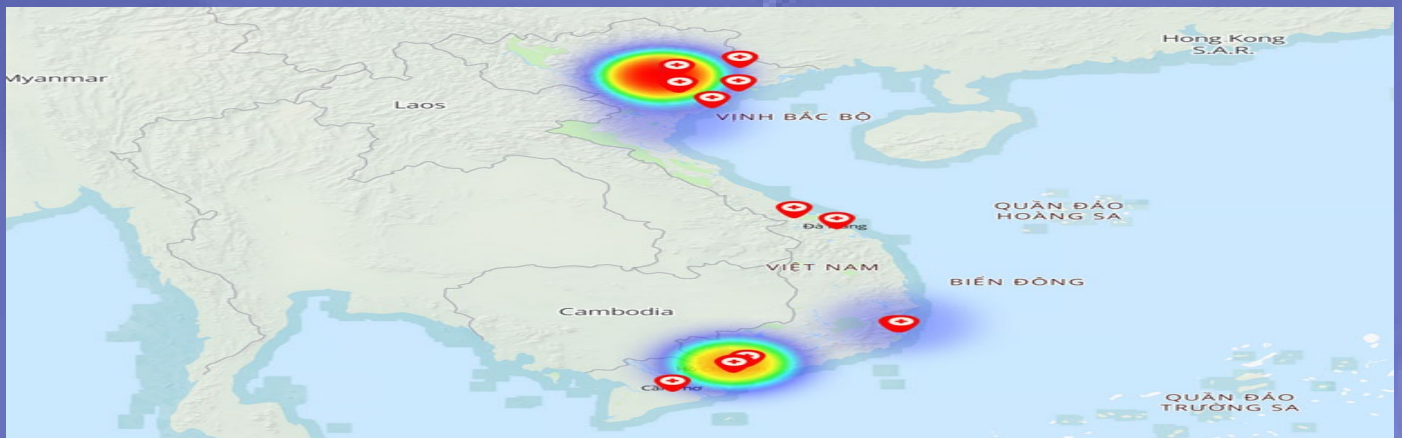 Hong Kong
S.A.R.
Myanmar
Laos
VỊNH BẮC BỘ
QUẦN ĐẢO
HOÀNG SA
VIỆT NAM
BIỂN ĐÔNG
Cambodia
QUẦN ĐẢO
TRƯỜNG SA